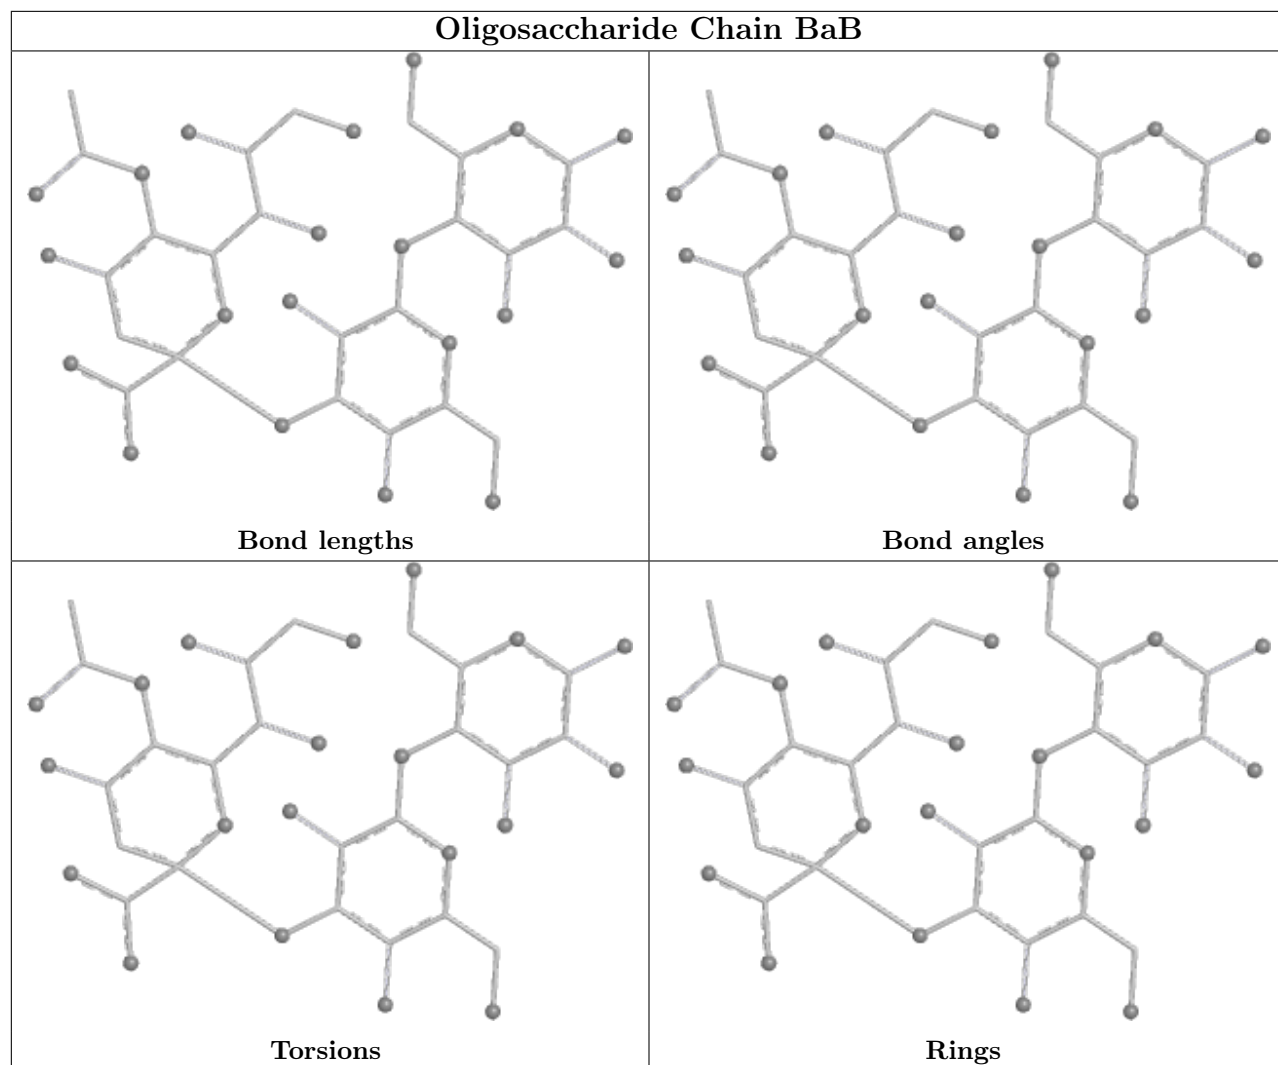 Oligosaccharide Chain BaB
Bond lengths
Bond angles
Torsions
Rings